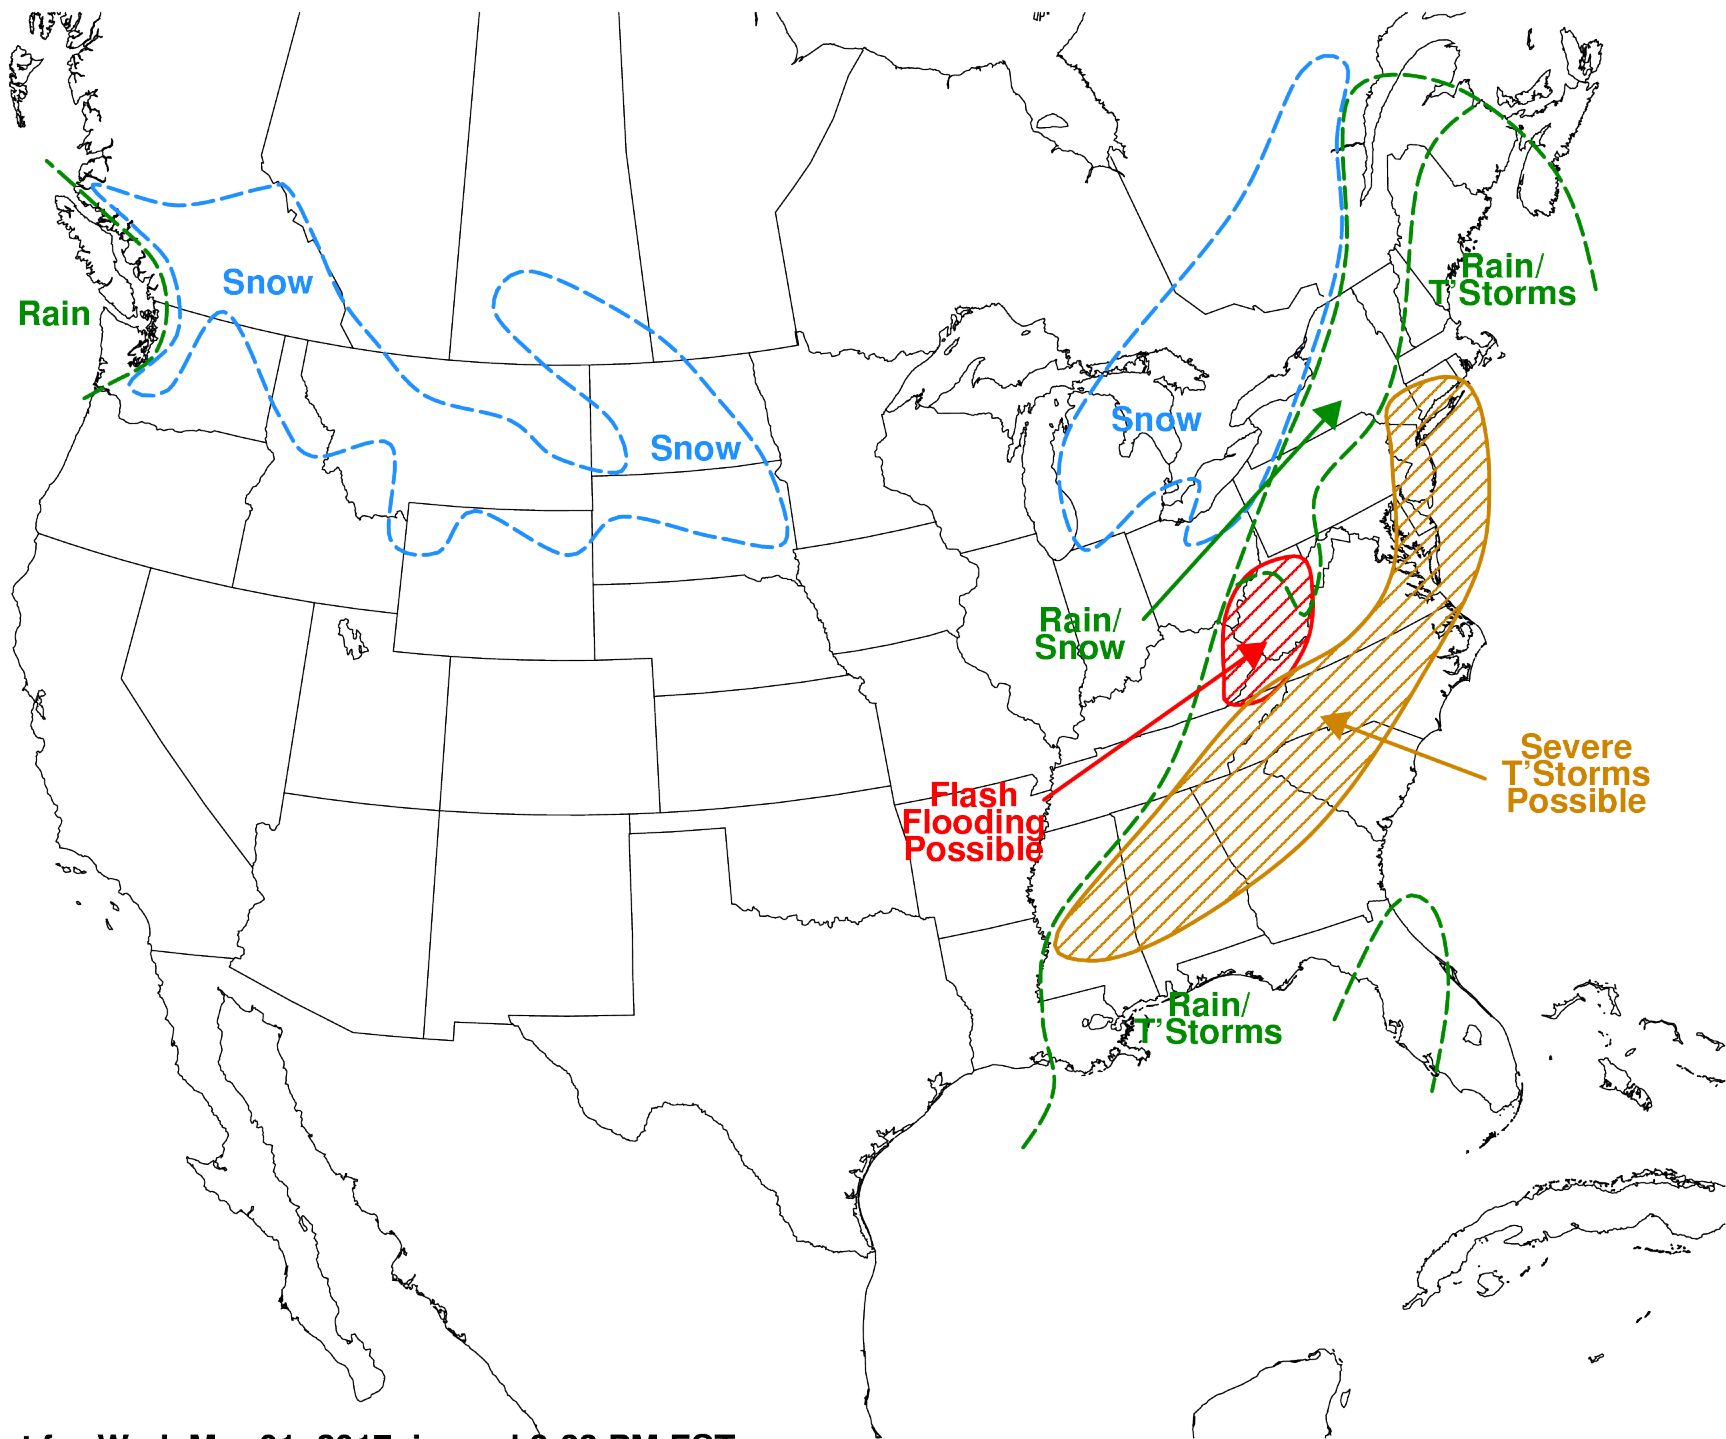 Rain/
T'Storms
Snow
Rain
Snow
Snow
Rain/
Snow
Severe
T'Storms
Possible
Flash
Flooding
Possible
Rain/
T'Storms